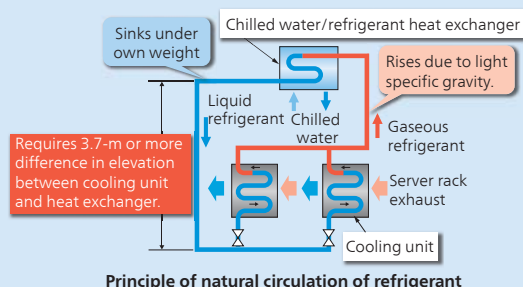 Chilled water/refrigerant heat exchanger
Sinks under
own weight
Rises due to light
specific gravity.
Liquid
refrigerant
Chilled
water
Gaseous
refrigerant
Requires 3.7-m or more
difference in elevation
between cooling unit
and heat exchanger.
Server rack
exhaust
Cooling unit
Principle of natural circulation of refrigerant